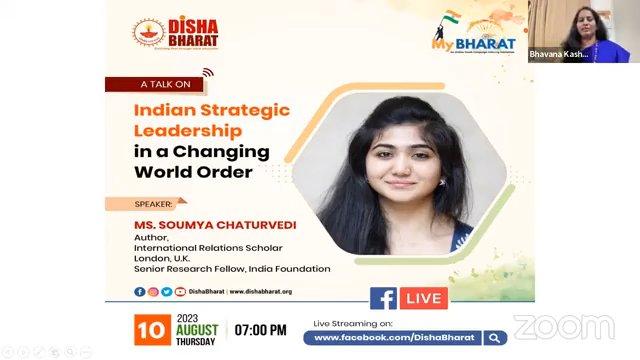 DiSHA
BHARAT
My BHARAT
Bhavana Kash...
A TALK ON
Indian Strategic
Leadership
in a Changing
World Order
SPEAKER:
MS. SOUMYA CHATURVEDI
Author,
International Relations Scholar
London, U.K.
Senior Research Fellow, India Foundation
DishaBharat | www.dishabharat.org
f LIVE
10
2023
AUGUST
THURSDAY
07:00 PM
Live Streaming on:
www.facebook.com/DishaBharat
zoom